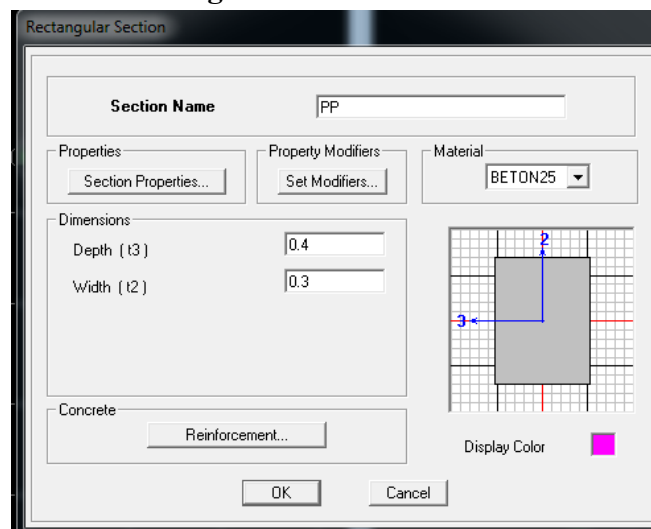 Rectangular Section
Section Name PP
Properties Property Modifiers Material
Section Properties... Set Modifiers... BETON25
Dimensions
Depth ( t3 ) 0.4
Width ( t2 ) 0.3
2
3
Concrete
Reinforcement...
Display Color
OK Cancel